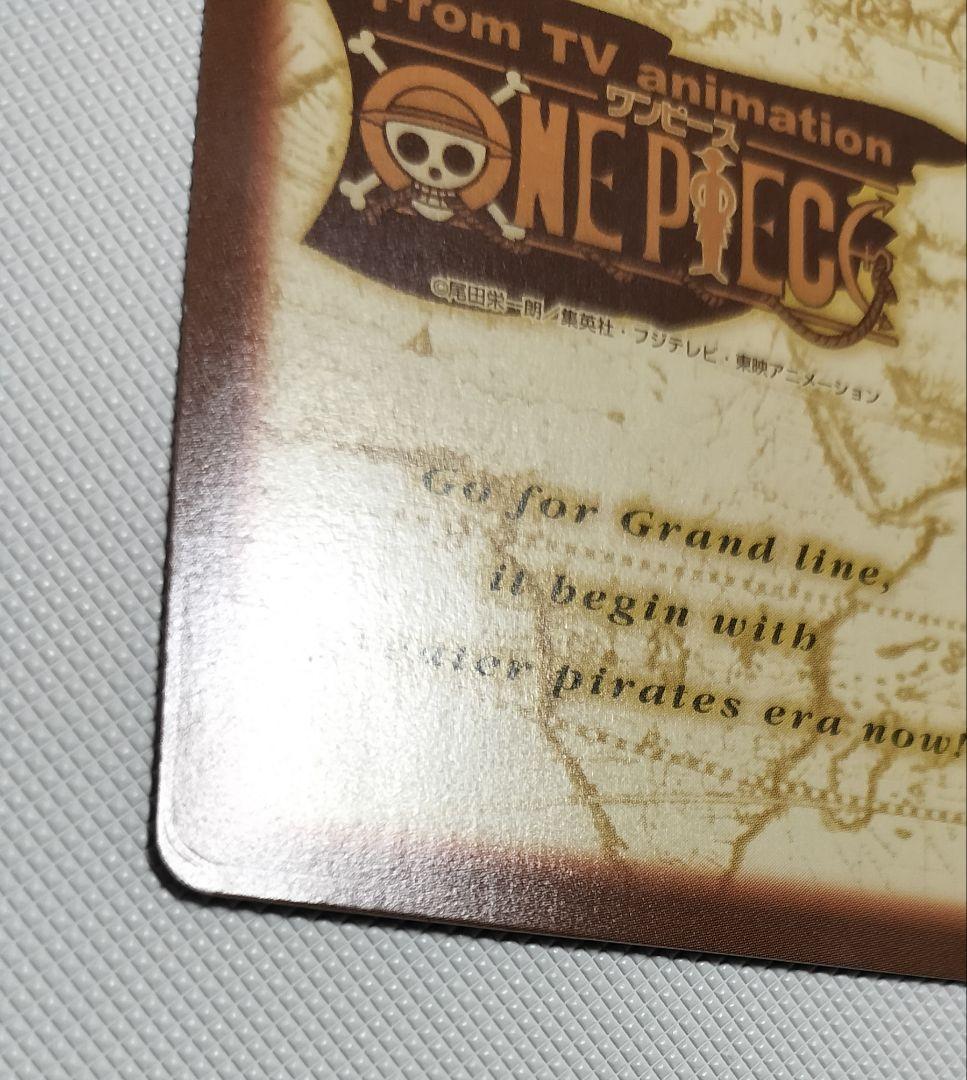 From TV animation
ワンピース
ONE PIECE
©尾田栄一郎/集英社・フジテレビ・東映アニメーション
Go for Grand line,
it begin with
pirates era now!